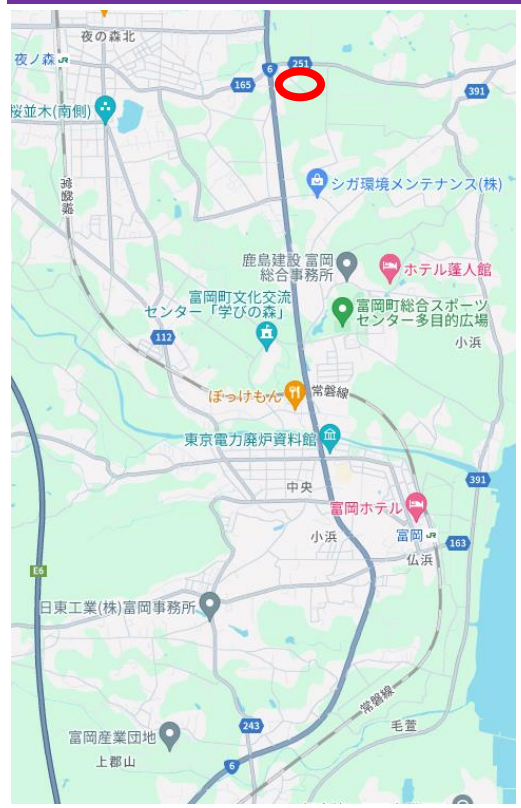 夜の森北
夜ノ森 JR
6
251
165
391
桜並木(南側)
シガ環境メンテナンス(株)
常磐線
鹿島建設 富岡
総合事務所
ホテル蓬人館
富岡町文化交流
センター「学びの森」
富岡町総合スポーツ
センター多目的広場
小浜
112
ぼっけもん
常磐線
東京電力廃炉資料館
中央
391
富岡ホテル
小浜
富岡 JR
163
仏浜
E6
日東工業(株)富岡事務所
常磐線
243
毛萱
富岡産業団地
上郡山
6